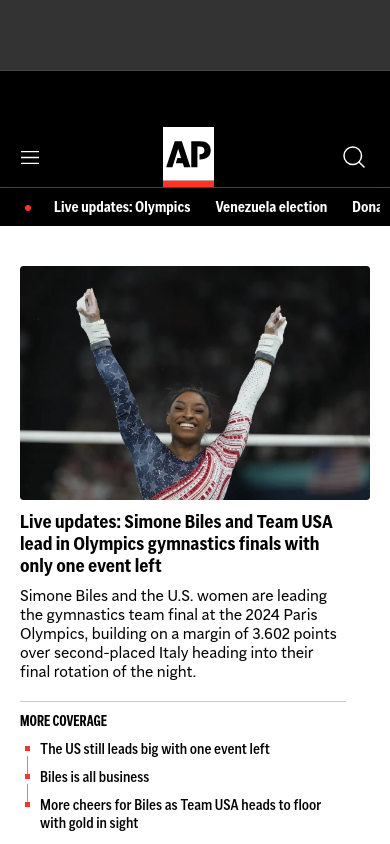 AP
Live updates: Olympics Venezuela election Dona
Live updates: Simone Biles and Team USA
lead in Olympics gymnastics finals with
only one event left
Simone Biles and the U.S. women are leading
the gymnastics team final at the 2024 Paris
Olympics, building on a margin of 3.602 points
over second-placed Italy heading into their
final rotation of the night.
MORE COVERAGE
The US still leads big with one event left
Biles is all business
More cheers for Biles as Team USA heads to floor
with gold in sight